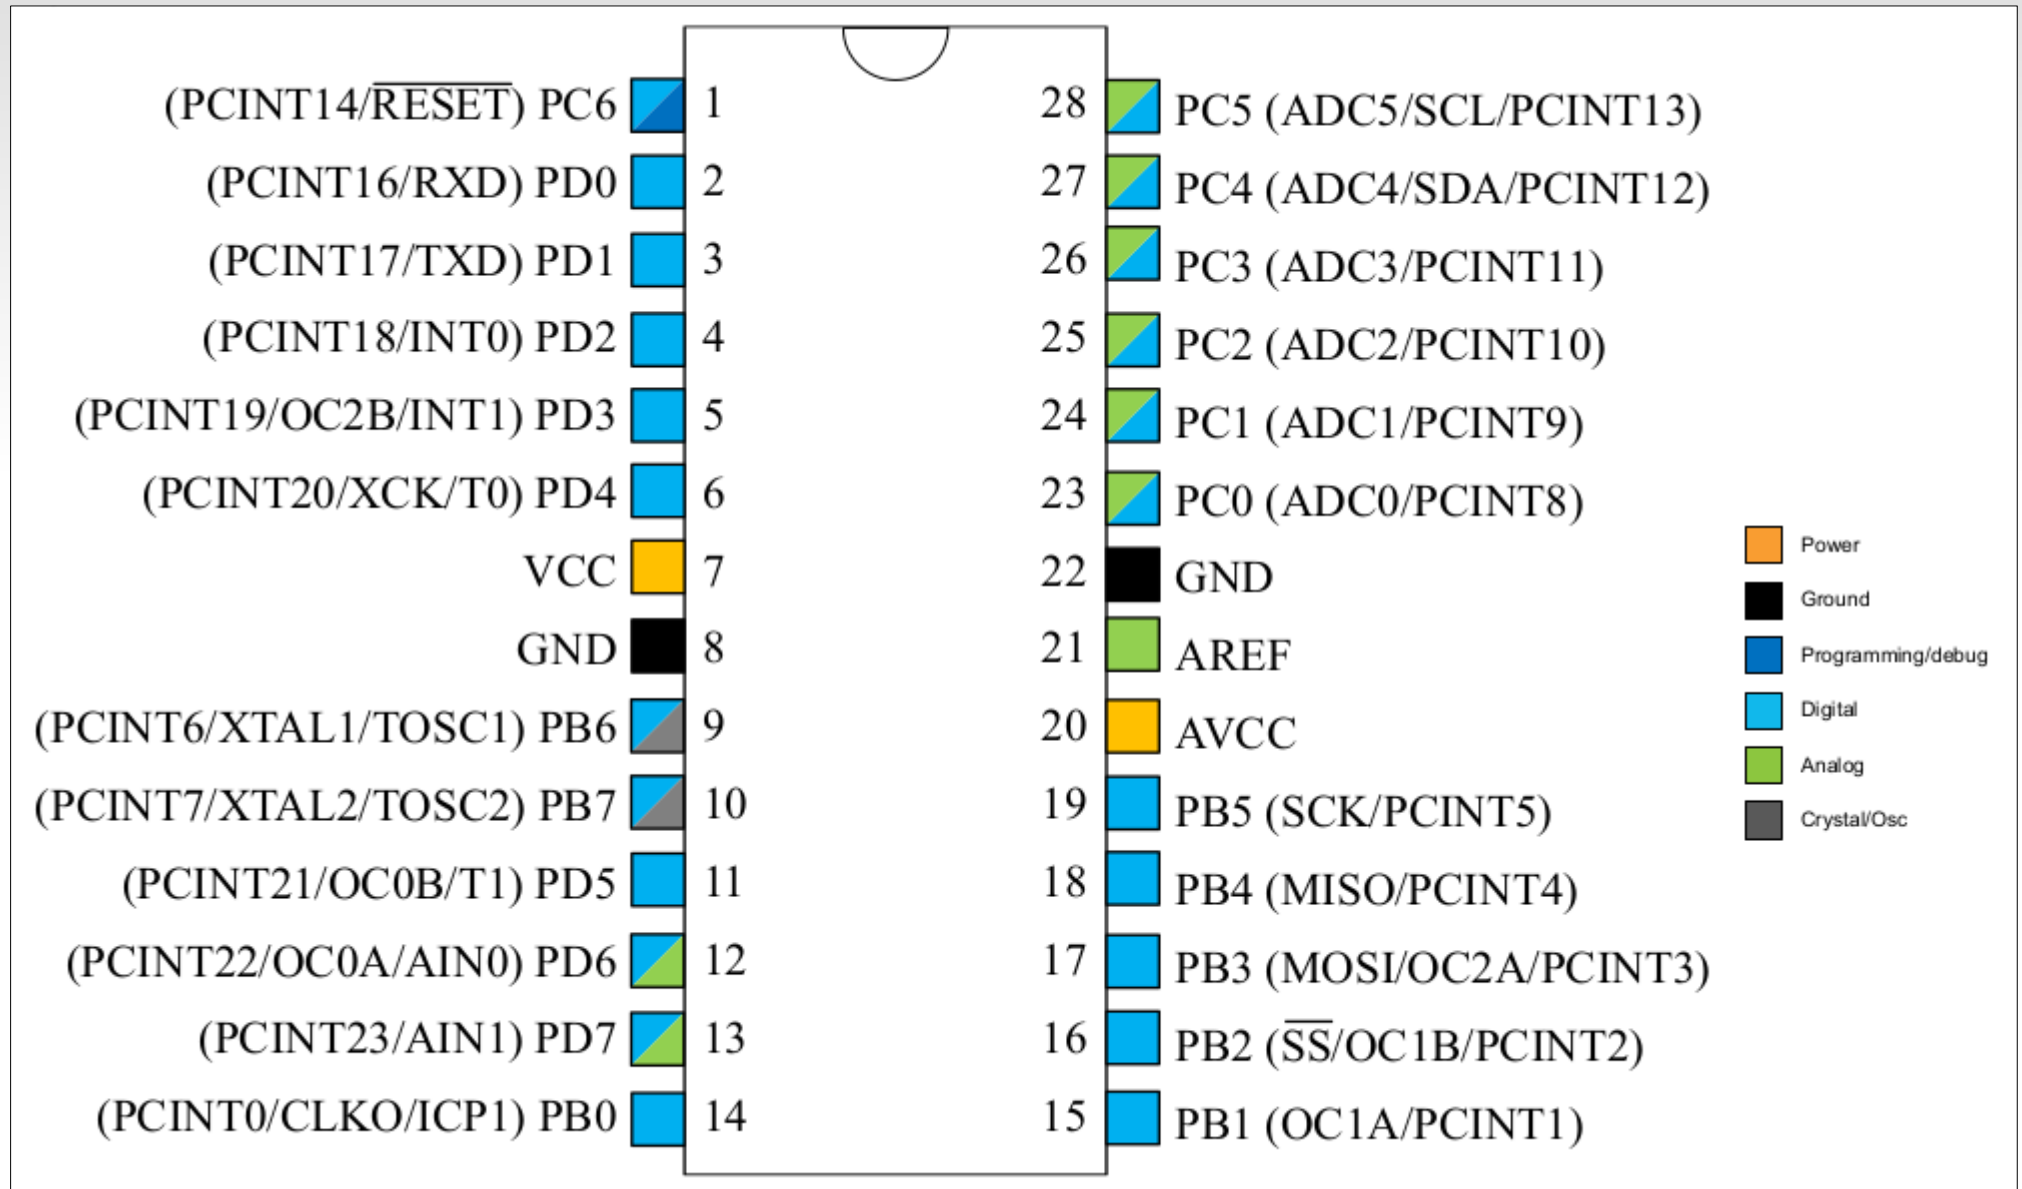 (PCINT14/RESET) PC6 1
(PCINT16/RXD) PD0 2
(PCINT17/TXD) PD1 3
(PCINT18/INT0) PD2 4
(PCINT19/OC2B/INT1) PD3 5
(PCINT20/XCK/T0) PD4 6
VCC 7
GND 8
(PCINT6/XTAL1/TOSC1) PB6 9
(PCINT7/XTAL2/TOSC2) PB7 10
(PCINT21/OC0B/T1) PD5 11
(PCINT22/OC0A/AIN0) PD6 12
(PCINT23/AIN1) PD7 13
(PCINT0/CLKO/ICP1) PB0 14
28 PC5 (ADC5/SCL/PCINT13)
27 PC4 (ADC4/SDA/PCINT12)
26 PC3 (ADC3/PCINT11)
25 PC2 (ADC2/PCINT10)
24 PC1 (ADC1/PCINT9)
23 PC0 (ADC0/PCINT8)
22 GND
21 AREF
20 AVCC
19 PB5 (SCK/PCINT5)
18 PB4 (MISO/PCINT4)
17 PB3 (MOSI/OC2A/PCINT3)
16 PB2 (SS/OC1B/PCINT2)
15 PB1 (OC1A/PCINT1)
Power
Ground
Programming/debug
Digital
Analog
Crystal/Osc